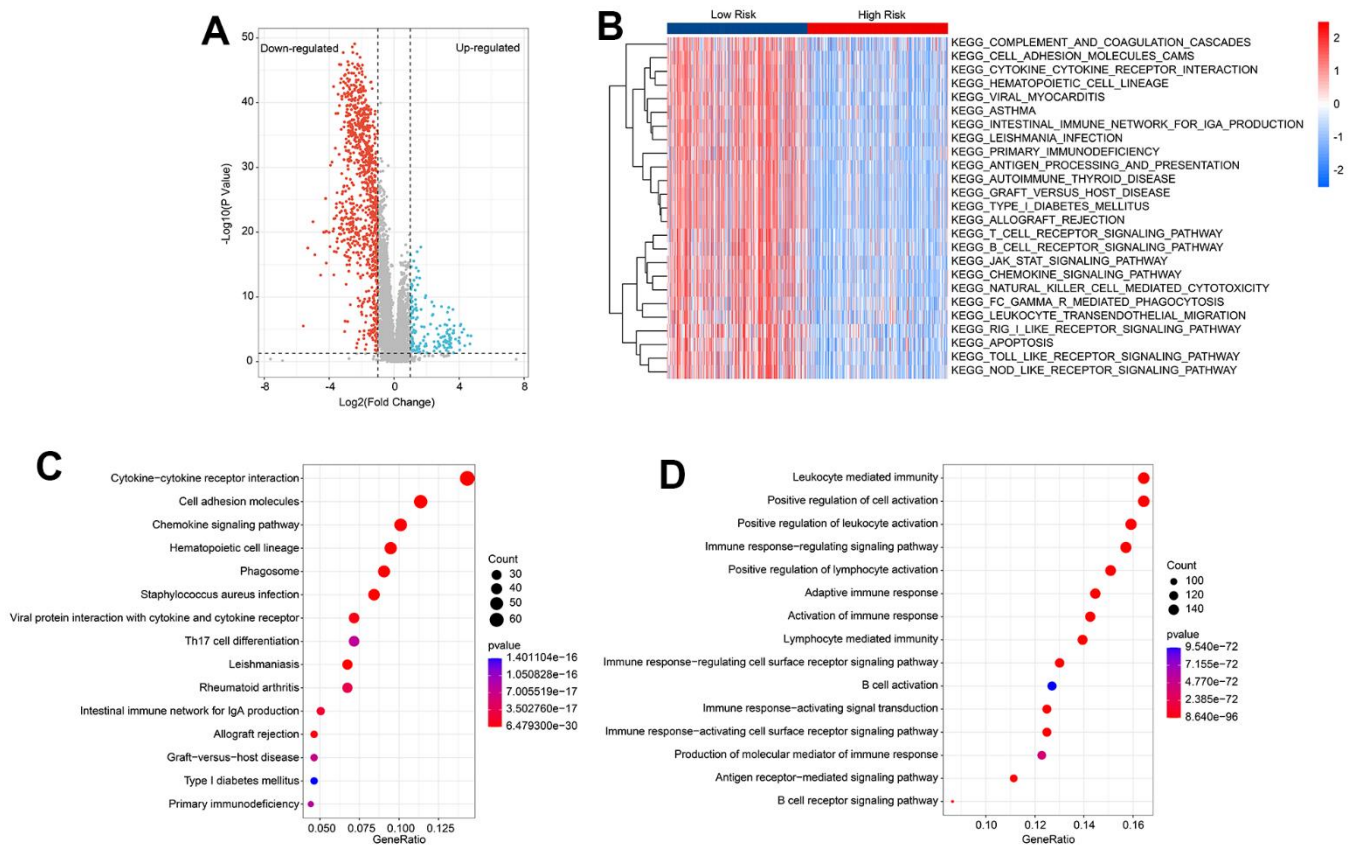 A
Down-regulated
Up-regulated
50
40
30
20
10
0
-8
-4
0
4
8
-Log10(P Value)
Log2(Fold Change)
B
Low Risk
High Risk
KEGG_COMPLEMENT_AND_COAGULATION_CASCADES
KEGG_CELL_ADHESION_MOLECULES_CAMS
KEGG_CYTOKINE_CYTOKINE_RECEPTOR_INTERACTION
KEGG_HEMATOPOIETIC_CELL_LINEAGE
KEGG_VIRAL_MYOCARDITIS
KEGG_ASTHMA
KEGG_INTESTINAL_IMMUNE_NETWORK_FOR_IGA_PRODUCTION
KEGG_LEISHMANIA_INFECTION
KEGG_PRIMARY_IMMUNODEFICIENCY
KEGG_ANTIGEN_PROCESSING_AND_PRESENTATION
KEGG_AUTOIMMUNE_THYROID_DISEASE
KEGG_GRAFT_VERSUS_HOST_DISEASE
KEGG_TYPE_I_DIABETES_MELLITUS
KEGG_ALLOGRAFT_REJECTION
KEGG_T_CELL_RECEPTOR_SIGNALING_PATHWAY
KEGG_B_CELL_RECEPTOR_SIGNALING_PATHWAY
KEGG_JAK_STAT_SIGNALING_PATHWAY
KEGG_CHEMOKINE_SIGNALING_PATHWAY
KEGG_NATURAL_KILLER_CELL_MEDIATED_CYTOTOXICITY
KEGG_FC_GAMMA_R_MEDIATED_PHAGOCYTOSIS
KEGG_LEUKOCYTE_TRANSENDOTHELIAL_MIGRATION
KEGG_RIG_I_LIKE_RECEPTOR_SIGNALING_PATHWAY
KEGG_APOPTOSIS
KEGG_TOLL_LIKE_RECEPTOR_SIGNALING_PATHWAY
KEGG_NOD_LIKE_RECEPTOR_SIGNALING_PATHWAY
2
1
0
-1
-2
C
Cytokine−cytokine receptor interaction
Cell adhesion molecules
Chemokine signaling pathway
Hematopoietic cell lineage
Phagosome
Staphylococcus aureus infection
Viral protein interaction with cytokine and cytokine receptor
Th17 cell differentiation
Leishmaniasis
Rheumatoid arthritis
Intestinal immune network for IgA production
Allograft rejection
Graft−versus−host disease
Type I diabetes mellitus
Primary immunodeficiency
0.050
0.075
0.100
0.125
GeneRatio
Count
30
40
50
60
pvalue
1.401104e−16
1.050828e−16
7.005519e−17
3.502760e−17
6.479300e−30
D
Leukocyte mediated immunity
Positive regulation of cell activation
Positive regulation of leukocyte activation
Immune response−regulating signaling pathway
Positive regulation of lymphocyte activation
Adaptive immune response
Activation of immune response
Lymphocyte mediated immunity
Immune response−regulating cell surface receptor signaling pathway
B cell activation
Immune response−activating signal transduction
Immune response−activating cell surface receptor signaling pathway
Production of molecular mediator of immune response
Antigen receptor−mediated signaling pathway
B cell receptor signaling pathway
0.10
0.12
0.14
0.16
GeneRatio
Count
100
120
140
pvalue
9.540e−72
7.155e−72
4.770e−72
2.385e−72
8.640e−96